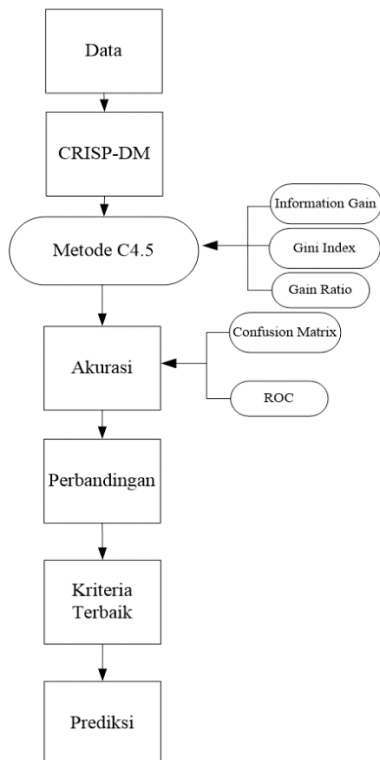 Data
CRISP-DM
Metode C4.5
Information Gain
Gini Index
Gain Ratio
Akurasi
Confusion Matrix
ROC
Perbandingan
Kriteria
Terbaik
Prediksi